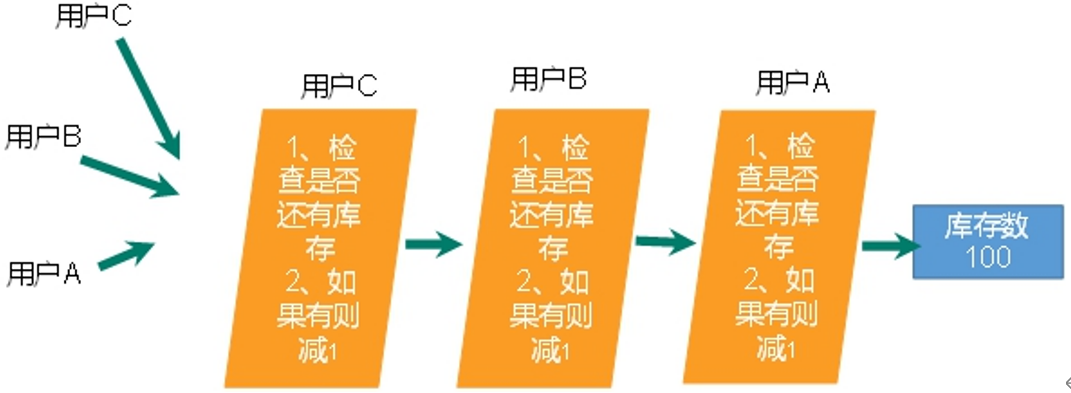 用户C
用户B
用户A
用户C
1、检
查是否
还有库
存
2、如
果有则
减1
用户B
1、检
查是否
还有库
存
2、如
果有则
减1
用户A
1、检
查是否
还有库
存
2、如
果有则
减1
库存数
100